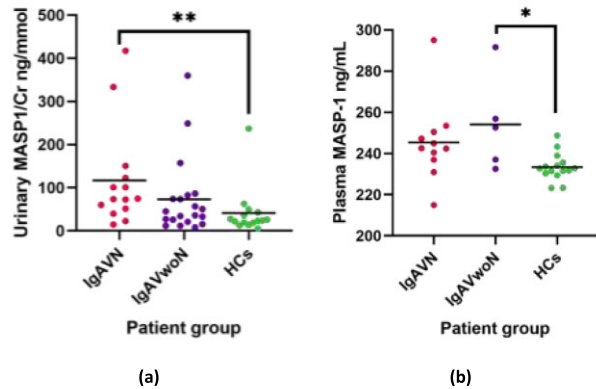 **
500
400
300
200
100
0
Urinary MASP1/Cr ng/mmol
IgAVN
IgAVwoN
HCs
Patient group
(a)
*
300
280
260
240
220
200
Plasma MASP-1 ng/mL
IgAVN
IgAVwoN
HCs
Patient group
(b)